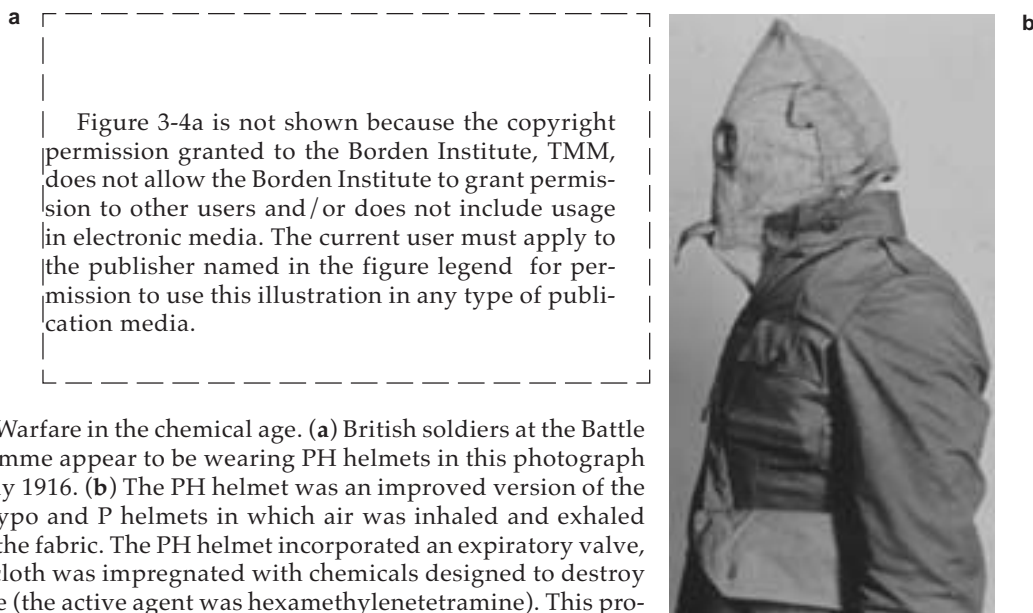 a
b
Figure 3-4a is not shown because the copyright
permission granted to the Borden Institute, TMM,
does not allow the Borden Institute to grant permis-
sion to other users and/or does not include usage
in electronic media. The current user must apply to
the publisher named in the figure legend for per-
mission to use this illustration in any type of publi-
cation media.
Warfare in the chemical age. (a) British soldiers at the Battle
mme appear to be wearing PH helmets in this photograph
y 1916. (b) The PH helmet was an improved version of the
ypo and P helmets in which air was inhaled and exhaled
the fabric. The PH helmet incorporated an expiratory valve,
cloth was impregnated with chemicals designed to destroy
e (the active agent was hexamethylenetetramine). This pro-